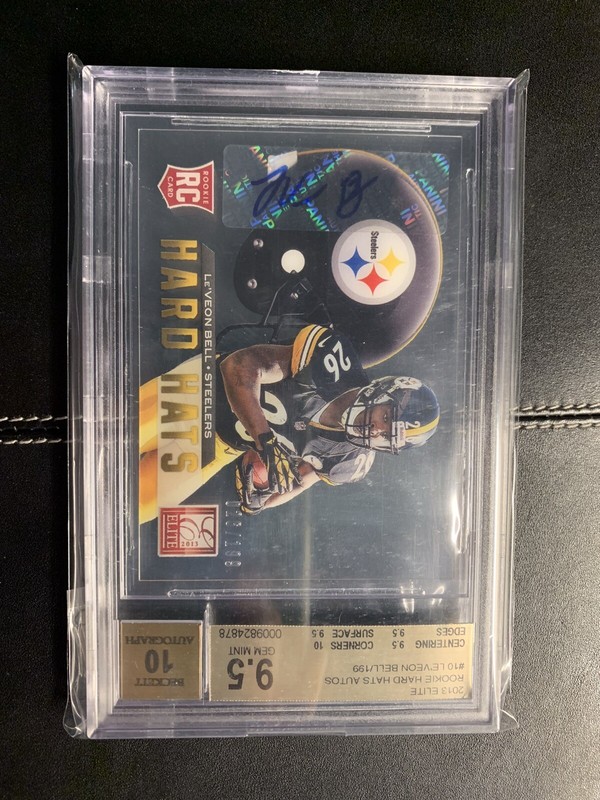 2013 ELITE
ROOKIE HARD HATS AUTOS
#10 LE'VEON BELL/199
CENTERING 9.5 CORNERS 10
EDGES 9.5 SURFACE 9.5
9.5
GEM MINT
0009824878
BECKETT
10
AUTOGRAPH
PANINI
Steelers
ROOKIE
RC
CARD
26
LE'VEON BELL • STEELERS
HARD HATS
2013
ELITE